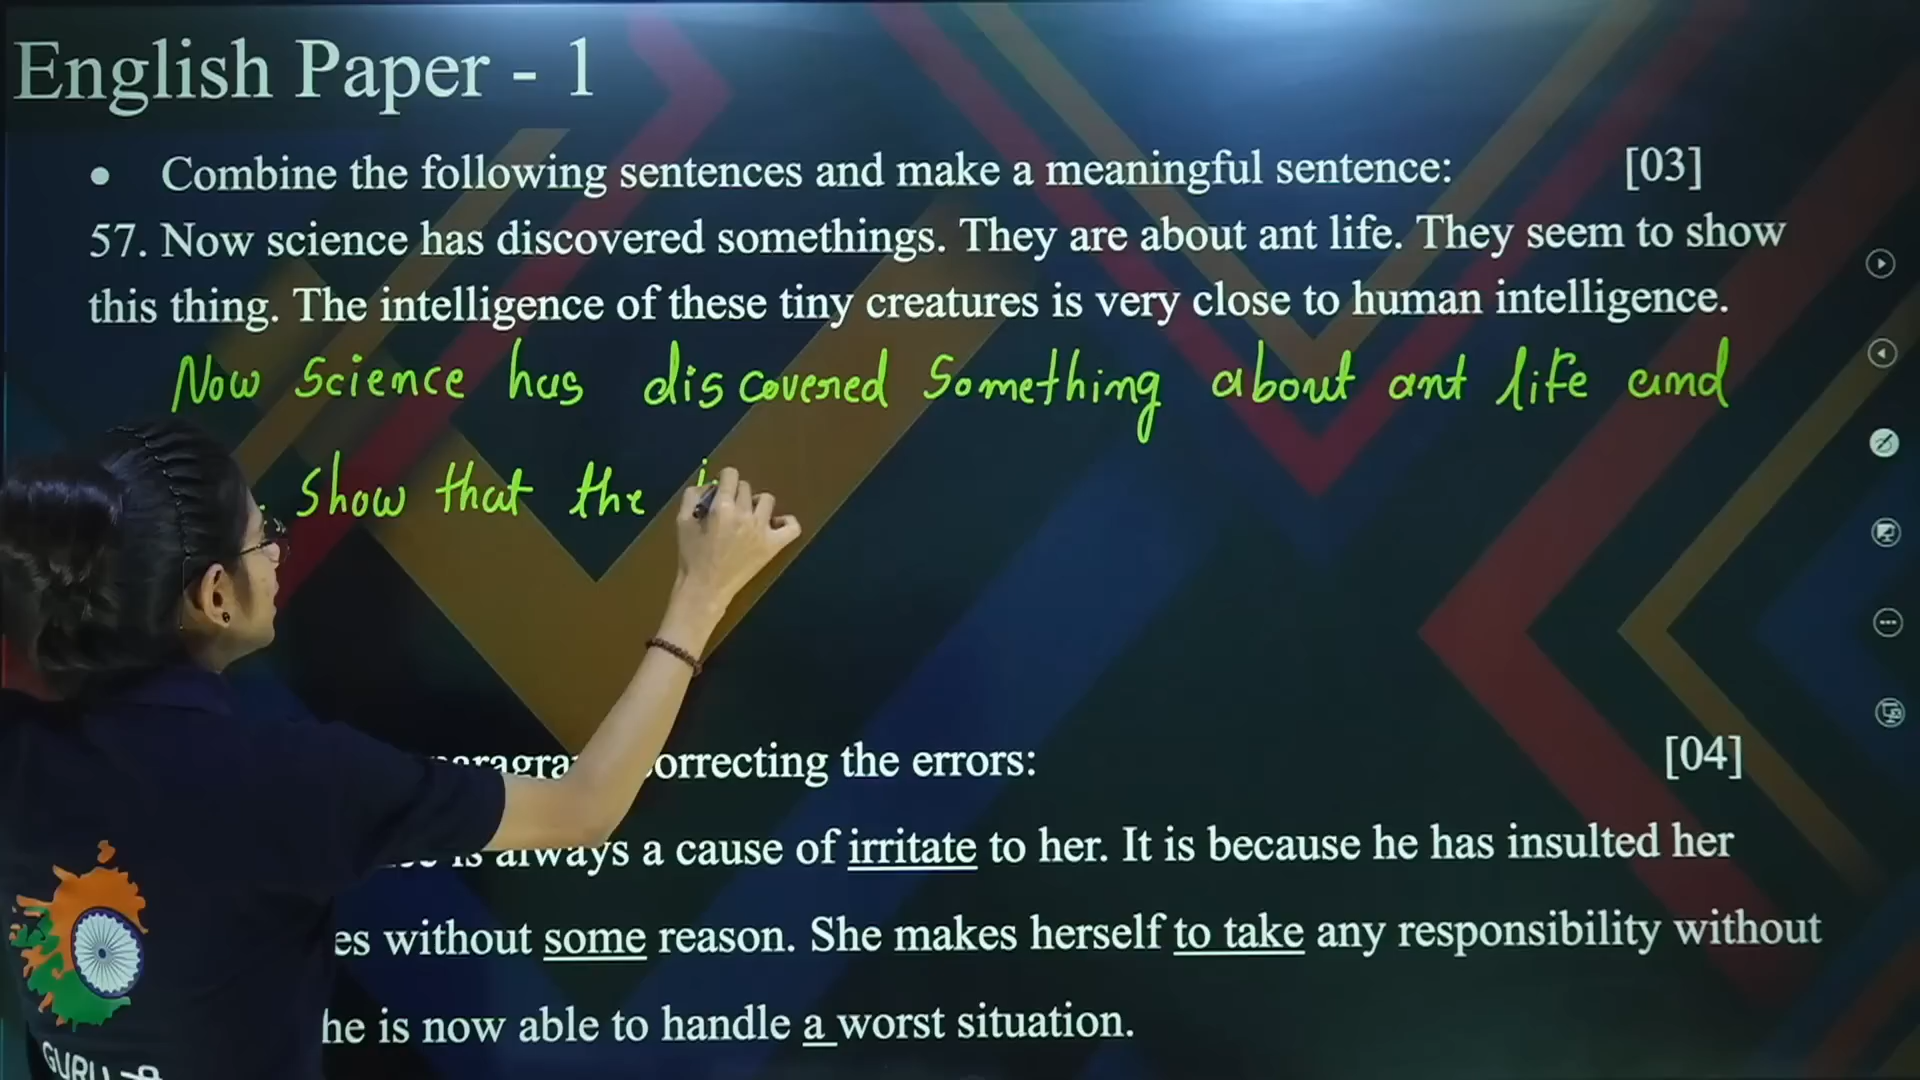 English Paper - 1
• Combine the following sentences and make a meaningful sentence: [03]
57. Now science has discovered somethings. They are about ant life. They seem to show
this thing. The intelligence of these tiny creatures is very close to human intelligence.
Now Science has discovered Something about ant life and
Show that the
orrecting the errors: [04]
is always a cause of irritate to her. It is because he has insulted her
es without some reason. She makes herself to take any responsibility without
he is now able to handle a worst situation.
GURU